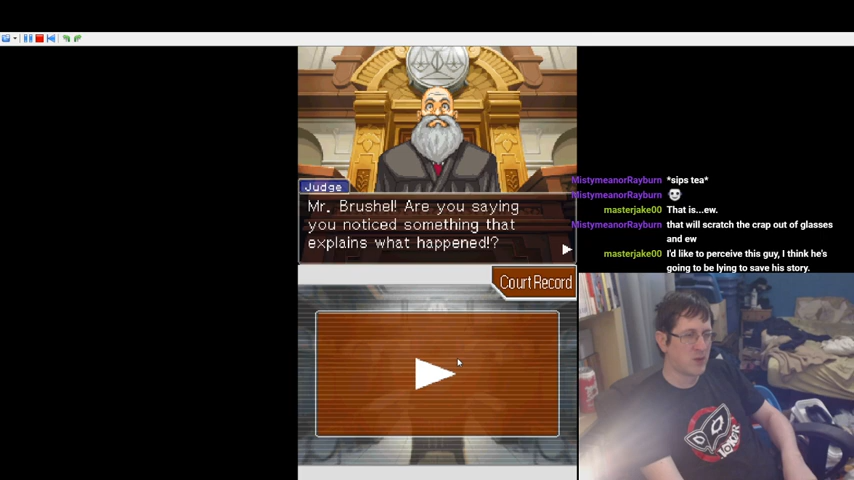 Judge
Mr. Brushel! Are you saying
you noticed something that
explains what happened!?
Court Record
MistymeanorRayburn *sips tea*
MistymeanorRayburn
masterjake00 That is...ew.
MistymeanorRayburn that will scratch the crap out of glasses
and ew
masterjake00 I'd like to perceive this guy, I think he's
going to be lying to save his story.
JOKER